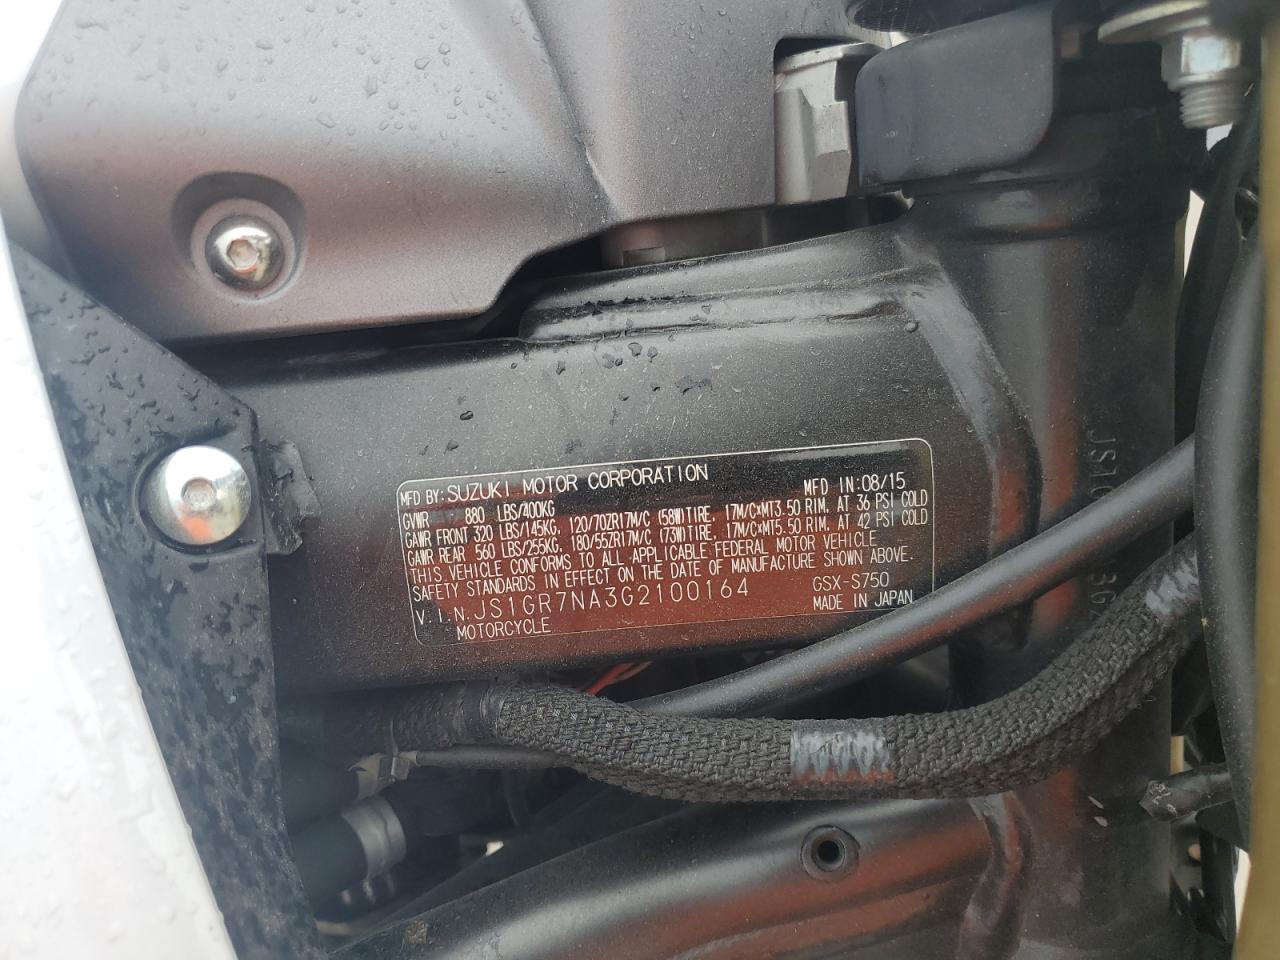 MFD BY: SUZUKI MOTOR CORPORATION MFD IN: 08/15
GVWR 880 LBS/400KG
GAWR FRONT 320 LBS/145KG, 120/70ZR17M/C (58W)TIRE, 17M/C×MT3.50 RIM, AT 36 PSI COLD
GAWR REAR 560 LBS/255KG, 180/55ZR17M/C (73W)TIRE, 17M/C×MT5.50 RIM, AT 42 PSI COLD
THIS VEHICLE CONFORMS TO ALL APPLICABLE FEDERAL MOTOR VEHICLE
SAFETY STANDARDS IN EFFECT ON THE DATE OF MANUFACTURE SHOWN ABOVE.
V.I.N. JS1GR7NA3G2100164 GSX-S750
MOTORCYCLE MADE IN JAPAN